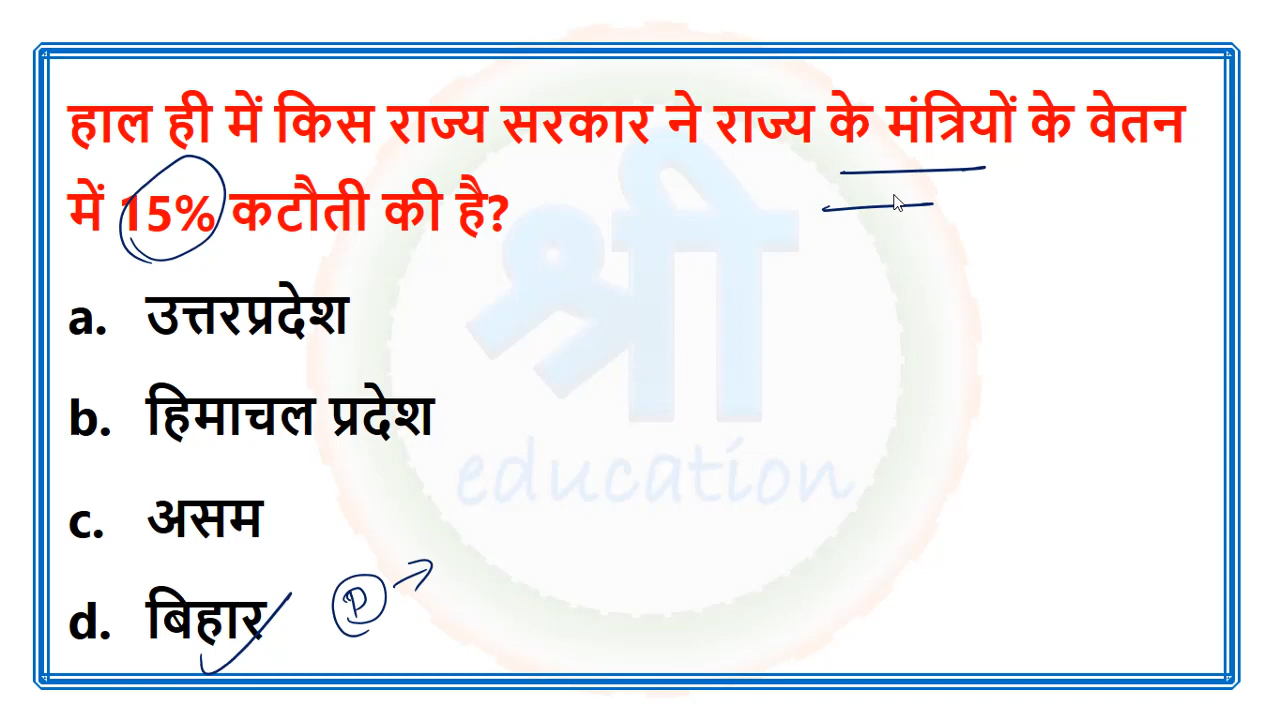 हाल ही में किस राज्य सरकार ने राज्य के मंत्रियों के वेतन
में 15% कटौती की है?
a. उत्तरप्रदेश
b. हिमाचल प्रदेश
c. असम
d. बिहार D
श्री
education